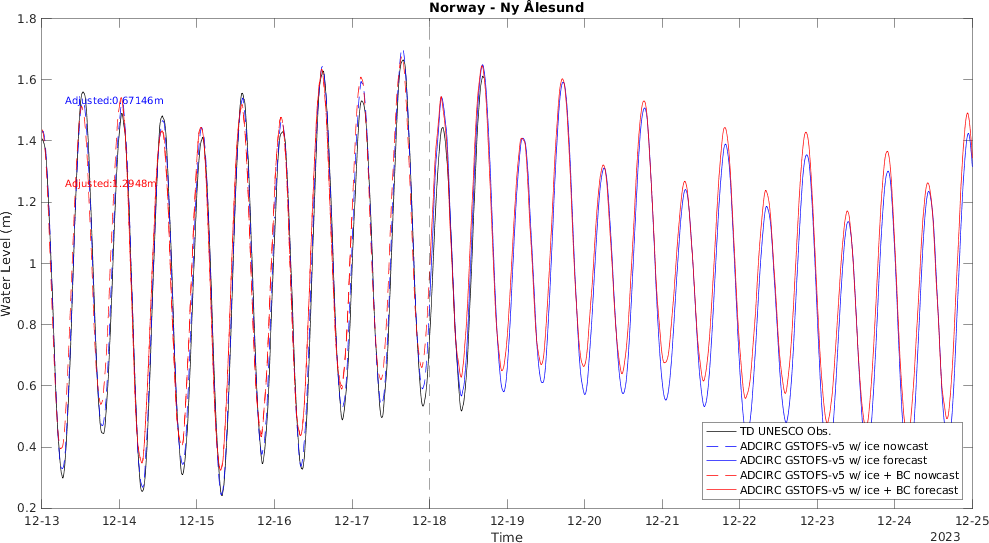 Norway - Ny Ålesund
1.8
1.6
1.4
1.2
1
0.8
0.6
0.4
0.2
Water Level (m)
Adjusted:0.67146m
Adjusted:1.2948m
TD UNESCO Obs.
ADCIRC GSTOFS-v5 w/ ice nowcast
ADCIRC GSTOFS-v5 w/ ice forecast
ADCIRC GSTOFS-v5 w/ ice + BC nowcast
ADCIRC GSTOFS-v5 w/ ice + BC forecast
12-13 12-14 12-15 12-16 12-17 12-18 12-19 12-20 12-21 12-22 12-23 12-24 12-25
Time
2023